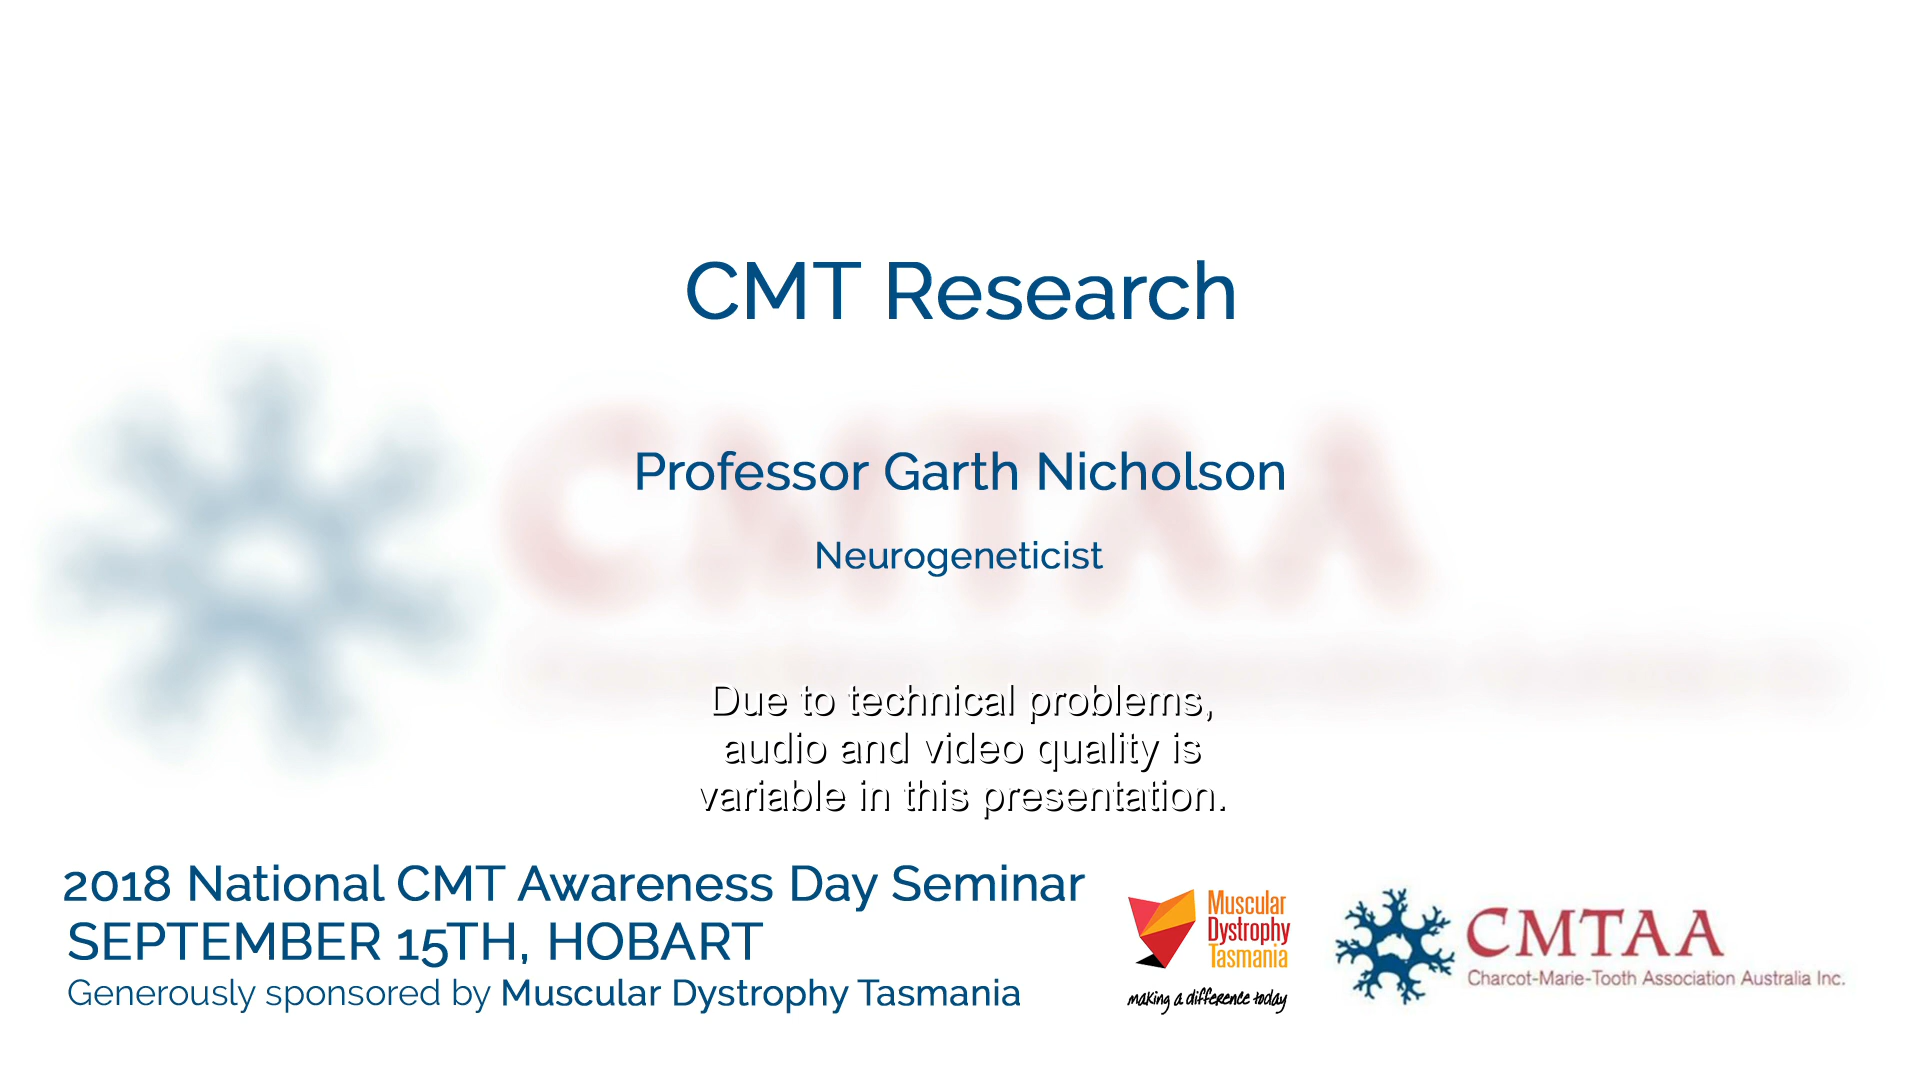 CMT Research
Professor Garth Nicholson
Neurogeneticist
Due to technical problems,
audio and video quality is
variable in this presentation.
2018 National CMT Awareness Day Seminar
SEPTEMBER 15TH, HOBART
Generously sponsored by Muscular Dystrophy Tasmania
Muscular
Dystrophy
Tasmania
making a difference today
CMTAA
Charcot-Marie-Tooth Association Australia Inc.
CMTAA